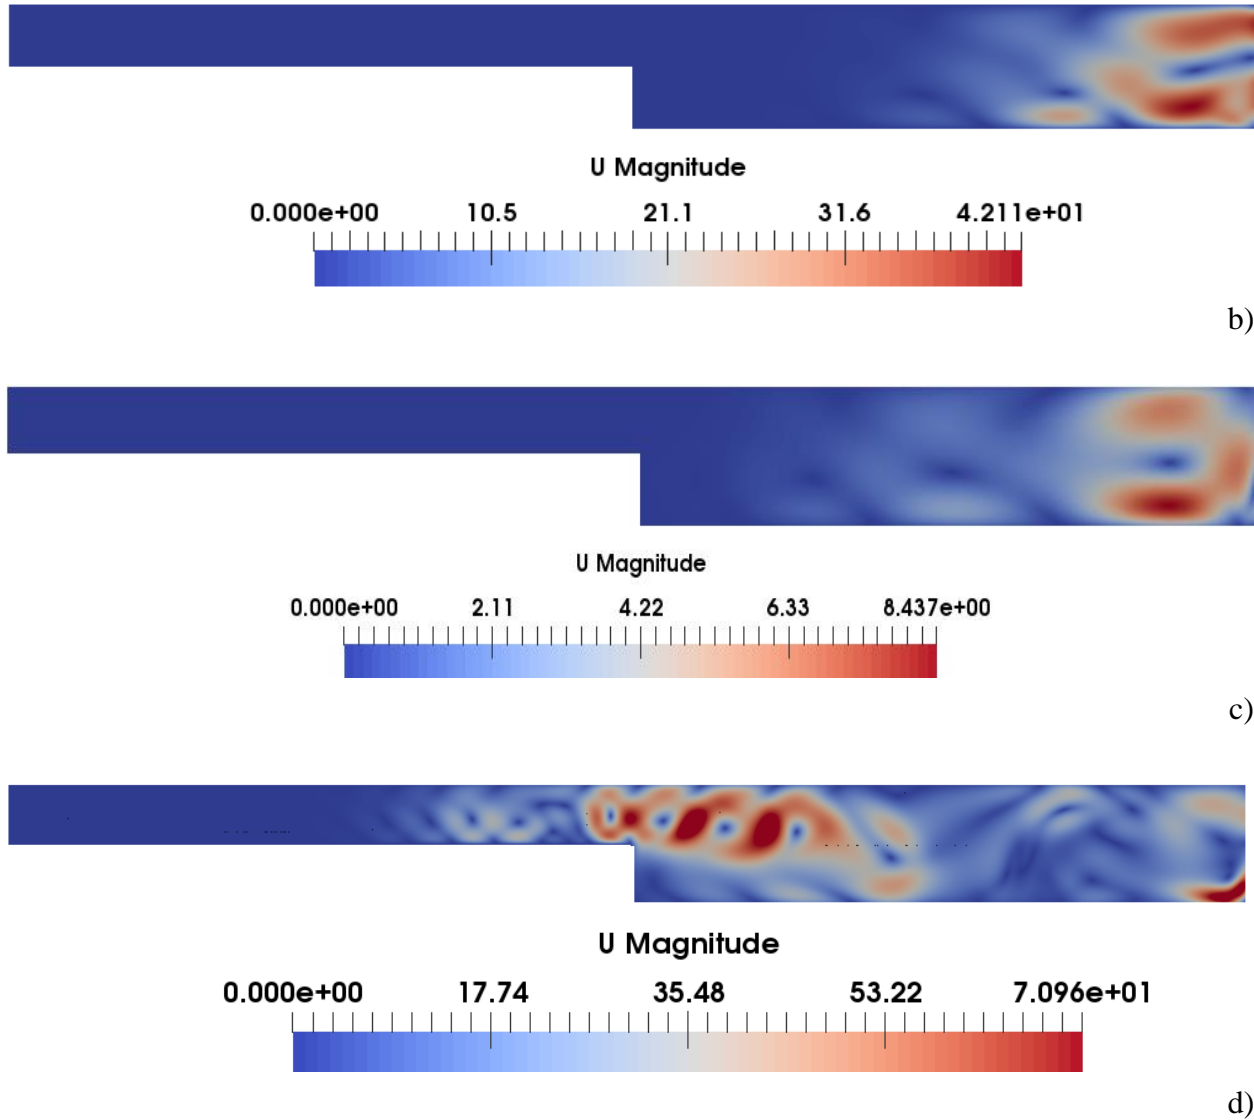 U Magnitude
0.000e+00 10.5 21.1 31.6 4.211e+01
b)
U Magnitude
0.000e+00 2.11 4.22 6.33 8.437e+00
c)
U Magnitude
0.000e+00 17.74 35.48 53.22 7.096e+01
d)